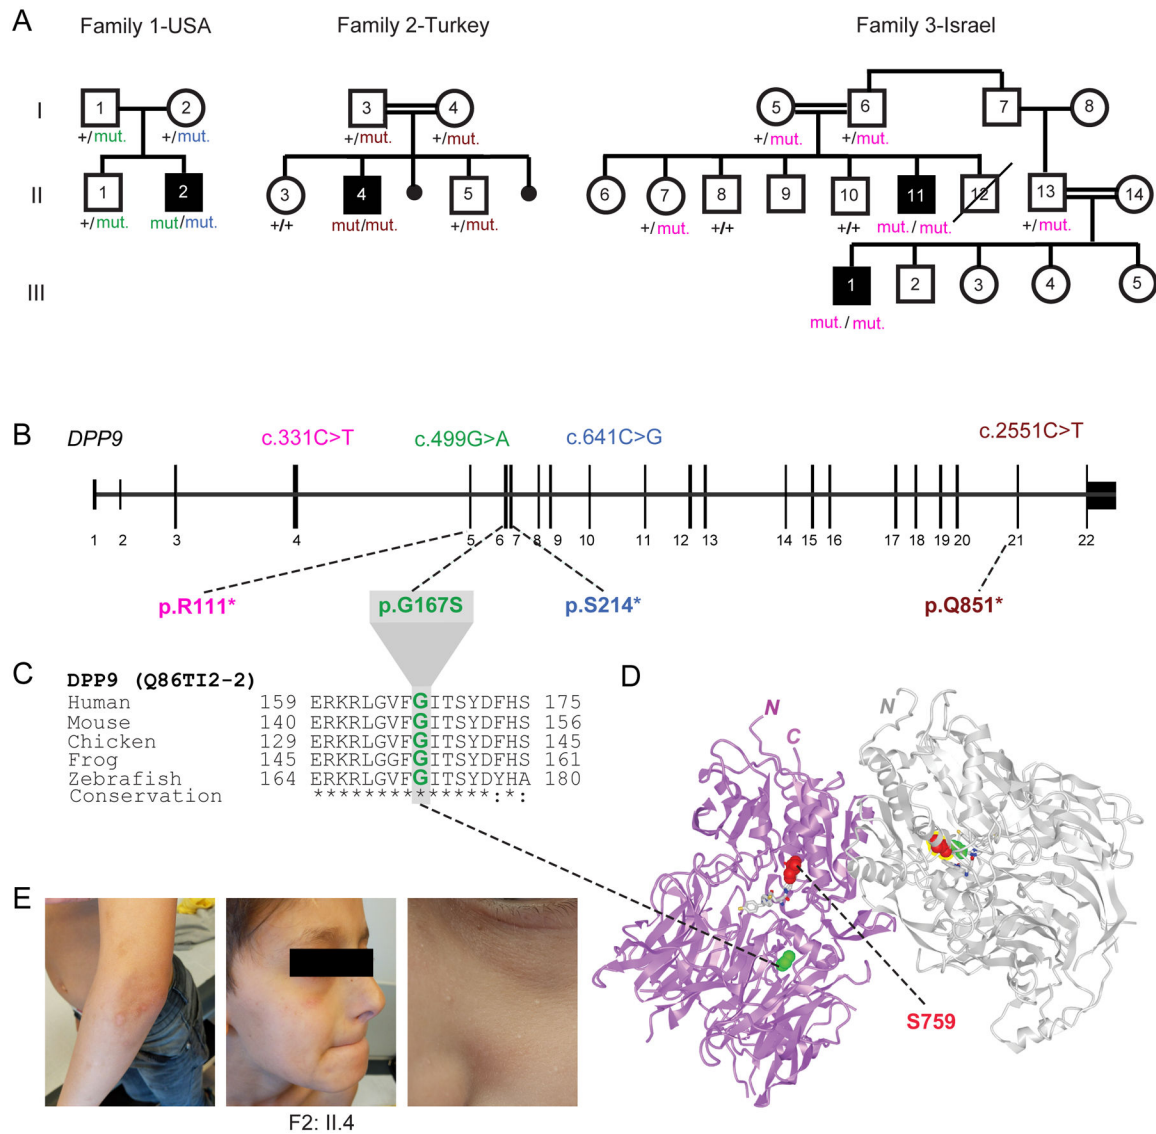 A
Family 1-USA
Family 2-Turkey
Family 3-Israel
I
1
2
3
4
5
6
7
8
+/mut.
+/mut.
+/mut.
+/mut.
+/mut.
+/mut.
II
1
2
3
4
5
6
7
8
9
10
11
12
13
14
+/mut.
mut/mut.
+/+
mut/mut.
+/mut.
+/mut.
+/+
+/+
mut. / mut.
+/mut.
III
1
2
3
4
5
mut. / mut.
B
DPP9
c.331C>T
c.499G>A
c.641C>G
c.2551C>T
1 2 3 4 5 6 7 8 9 10 11 12 13 14 15 16 17 18 19 20 21 22
p.R111*
p.G167S
p.S214*
p.Q851*
C
DPP9 (Q86TI2-2)
Human 159 ERKRLGVFGITSYDFHS 175
Mouse 140 ERKRLGVFGITSYDFHS 156
Chicken 129 ERKRLGVFGITSYDFHS 145
Frog 145 ERKRLGGFGITSYDFHS 161
Zebrafish 164 ERKRLGVFGITSYDYHA 180
Conservation **************:*:
D
N
C
N
S759
E
F2: II.4